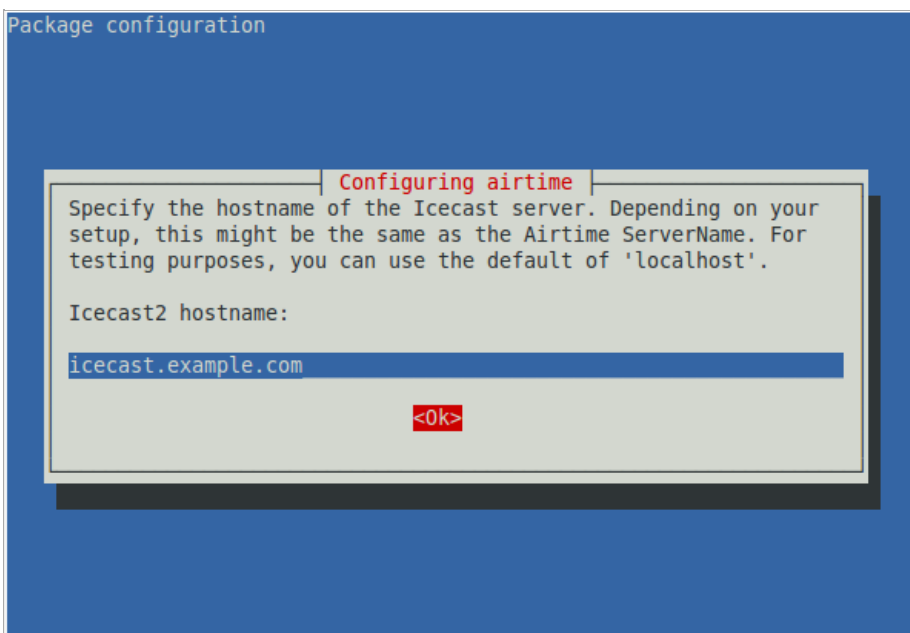 Package configuration
Configuring airtime
Specify the hostname of the Icecast server. Depending on your
setup, this might be the same as the Airtime ServerName. For
testing purposes, you can use the default of 'localhost'.
Icecast2 hostname:
icecast.example.com
<Ok>